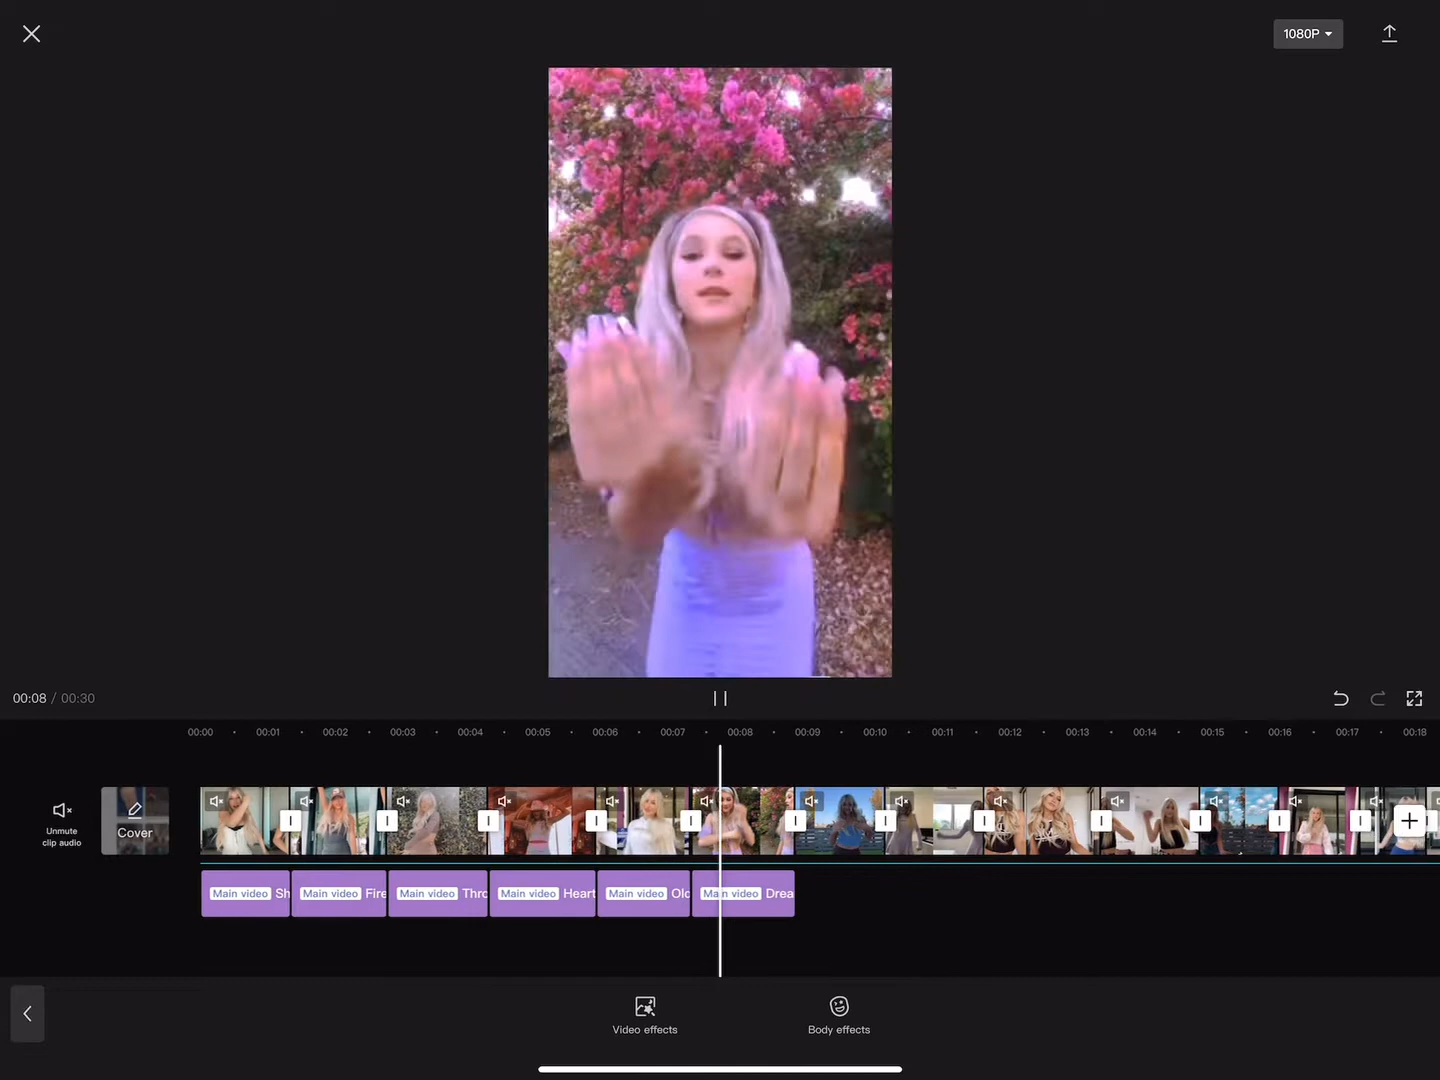 1080P
00:08 / 00:30
00:00 00:01 00:02 00:03 00:04 00:05 00:06 00:07 00:08 00:09 00:10 00:11 00:12 00:13 00:14 00:15 00:16 00:17 00:18
Unmute
clip audio
Cover
Main video Sh
Main video Fire
Main video Thro
Main video Heart
Main video Old
Main video Drea
Video effects
Body effects